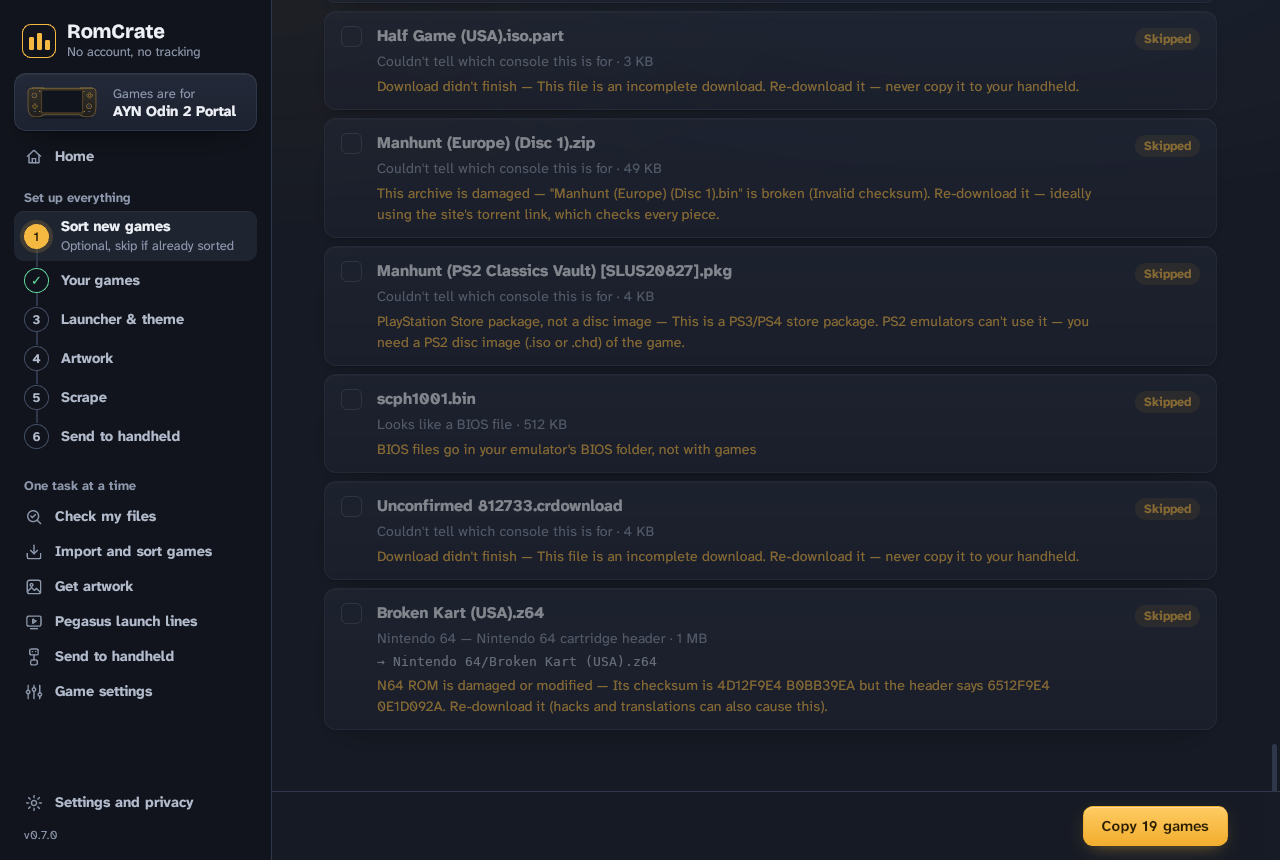 RomCrate
No account, no tracking
Games are for
AYN Odin 2 Portal
Home
Set up everything
1
Sort new games
Optional, skip if already sorted
✓
Your games
3
Launcher & theme
4
Artwork
5
Scrape
6
Send to handheld
One task at a time
Check my files
Import and sort games
Get artwork
Pegasus launch lines
Send to handheld
Game settings
Settings and privacy
v0.7.0
Half Game (USA).iso.part
Skipped
Couldn't tell which console this is for · 3 KB
Download didn't finish — This file is an incomplete download. Re-download it — never copy it to your handheld.
Manhunt (Europe) (Disc 1).zip
Skipped
Couldn't tell which console this is for · 49 KB
This archive is damaged — "Manhunt (Europe) (Disc 1).bin" is broken (Invalid checksum). Re-download it — ideally
using the site's torrent link, which checks every piece.
Manhunt (PS2 Classics Vault) [SLUS20827].pkg
Skipped
Couldn't tell which console this is for · 4 KB
PlayStation Store package, not a disc image — This is a PS3/PS4 store package. PS2 emulators can't use it — you
need a PS2 disc image (.iso or .chd) of the game.
scph1001.bin
Skipped
Looks like a BIOS file · 512 KB
BIOS files go in your emulator's BIOS folder, not with games
Unconfirmed 812733.crdownload
Skipped
Couldn't tell which console this is for · 4 KB
Download didn't finish — This file is an incomplete download. Re-download it — never copy it to your handheld.
Broken Kart (USA).z64
Skipped
Nintendo 64 — Nintendo 64 cartridge header · 1 MB
→ Nintendo 64/Broken Kart (USA).z64
N64 ROM is damaged or modified — Its checksum is 4D12F9E4 B0BB39EA but the header says 6512F9E4
0E1D092A. Re-download it (hacks and translations can also cause this).
Copy 19 games